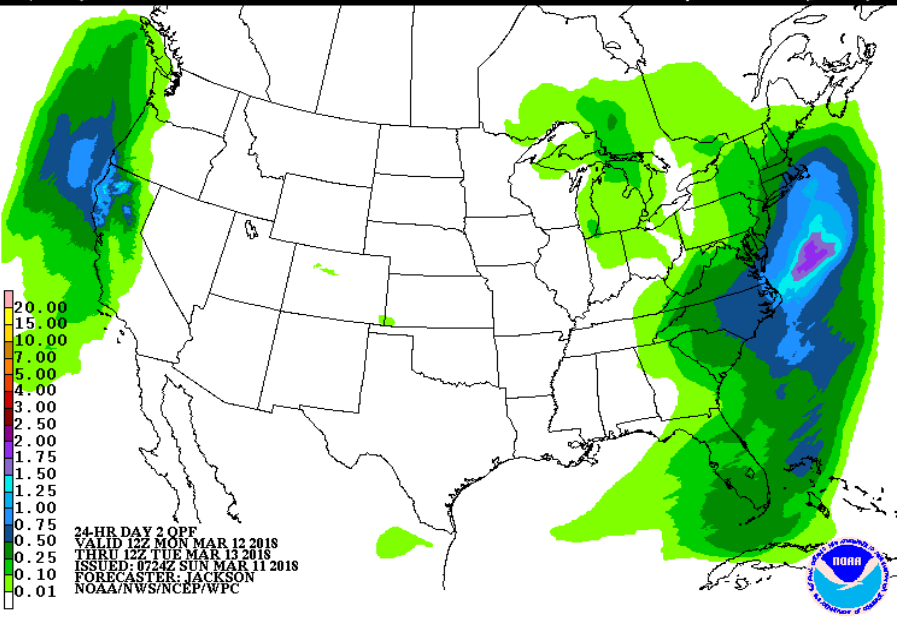 20.00
15.00
10.00
7.00
5.00
4.00
3.00
2.50
2.00
1.75
1.50
1.25
1.00
0.75
0.50
0.25
0.10
0.01
24-HR DAY 2 QPF
VALID 12Z MON MAR 12 2018
THRU 12Z TUE MAR 13 2018
ISSUED: 0724Z SUN MAR 11 2018
FORECASTER: JACKSON
NOAA/NWS/NCEP/WPC
NOAA